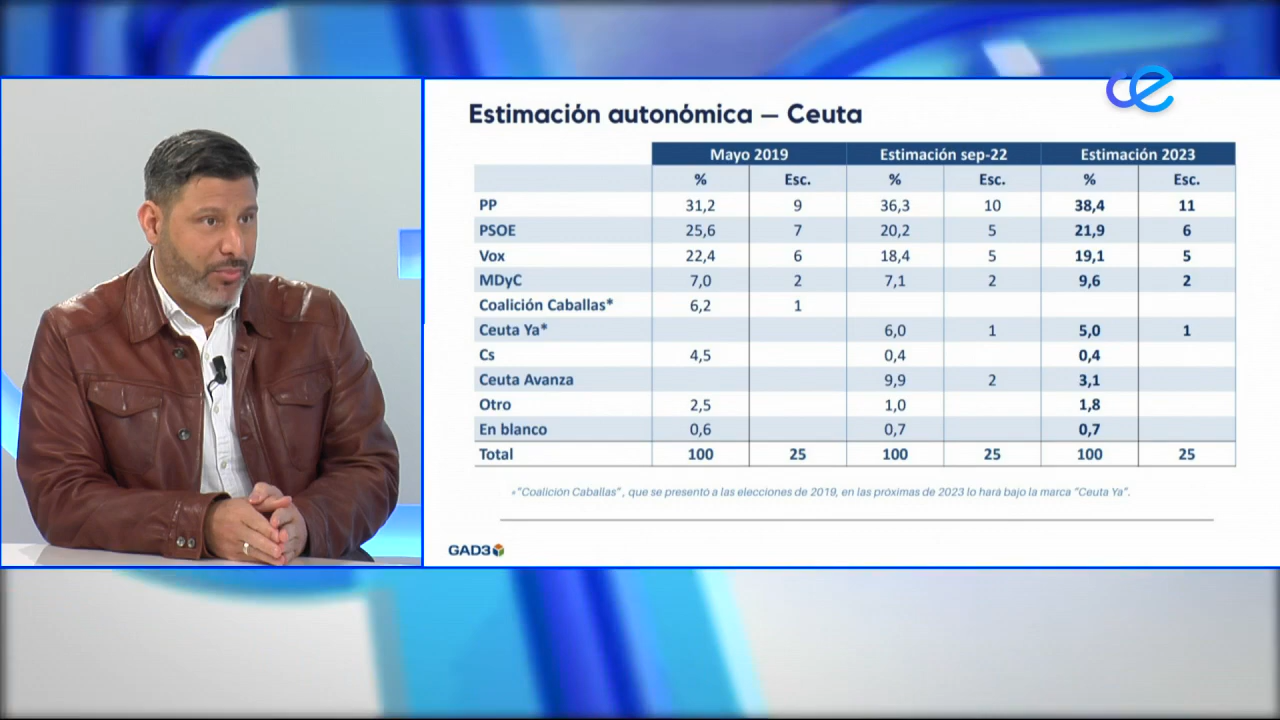 ce
Estimación autonómica – Ceuta
Mayo 2019 Estimación sep-22 Estimación 2023
% Esc. % Esc. % Esc.
PP 31,2 9 36,3 10 38,4 11
PSOE 25,6 7 20,2 5 21,9 6
Vox 22,4 6 18,4 5 19,1 5
MDyC 7,0 2 7,1 2 9,6 2
Coalición Caballas* 6,2 1
Ceuta Ya* 6,0 1 5,0 1
Cs 4,5 0,4 0,4
Ceuta Avanza 9,9 2 3,1
Otro 2,5 1,0 1,8
En blanco 0,6 0,7 0,7
Total 100 25 100 25 100 25
*"Coalición Caballas", que se presentó a las elecciones de 2019, en las próximas de 2023 lo hará bajo la marca "Ceuta Ya".
GAD3